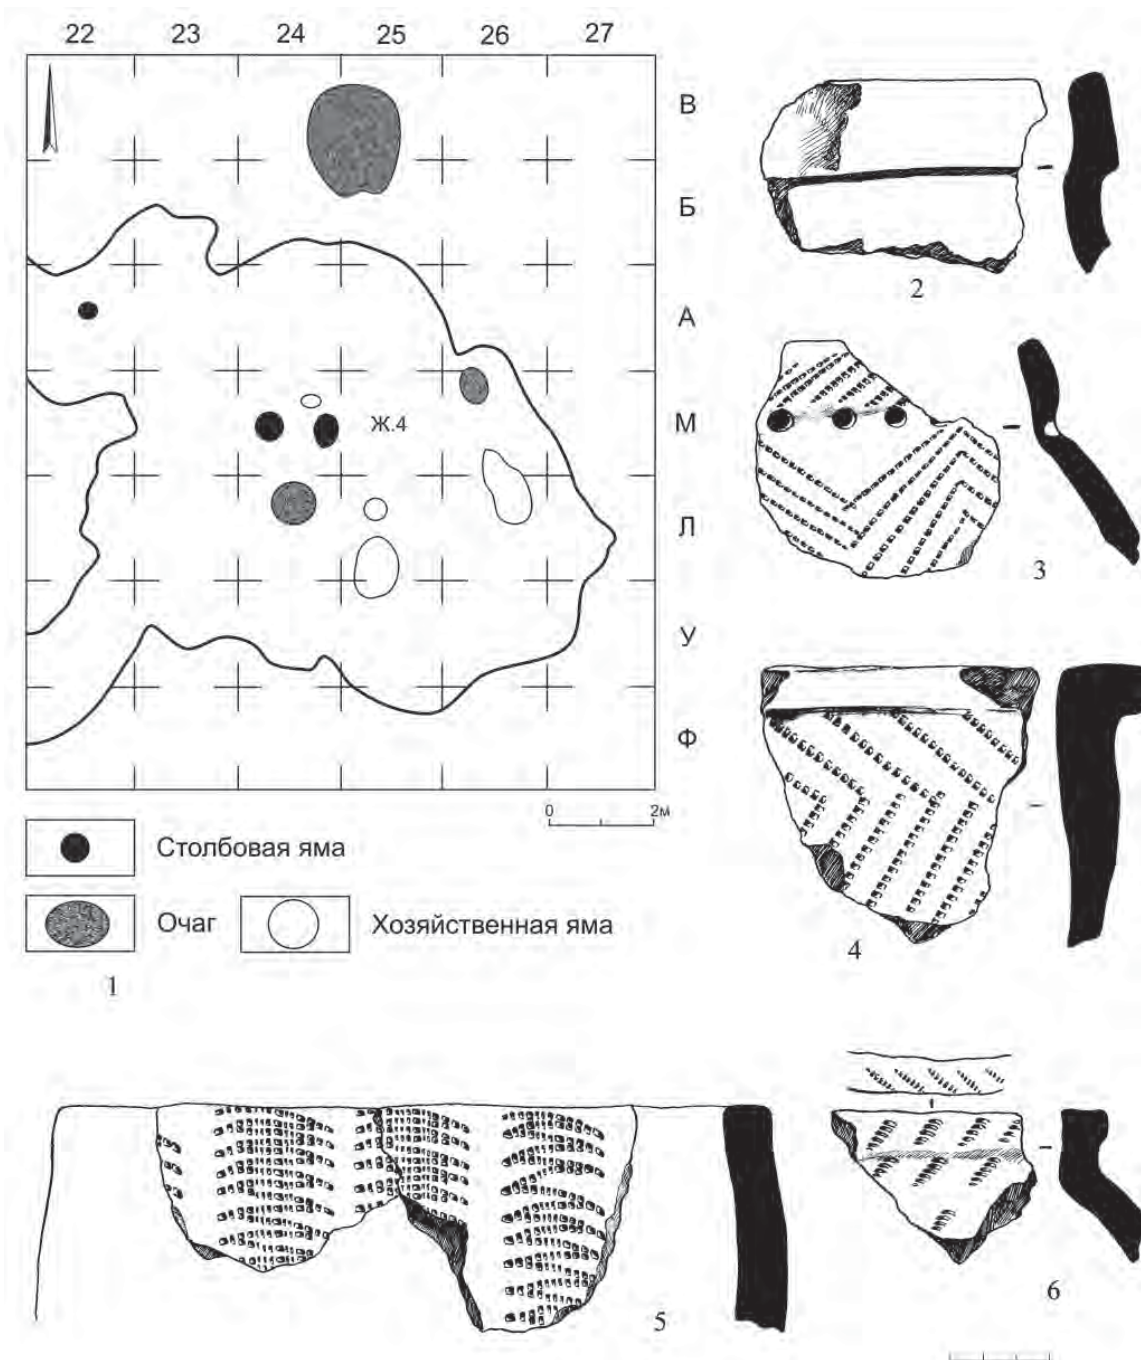 22 23 24 25 26 27
В
Б
А
М
Л
У
Ф
Ж.4
0 2м
Столбовая яма
Очаг
Хозяйственная яма
1
2
3
4
5
6